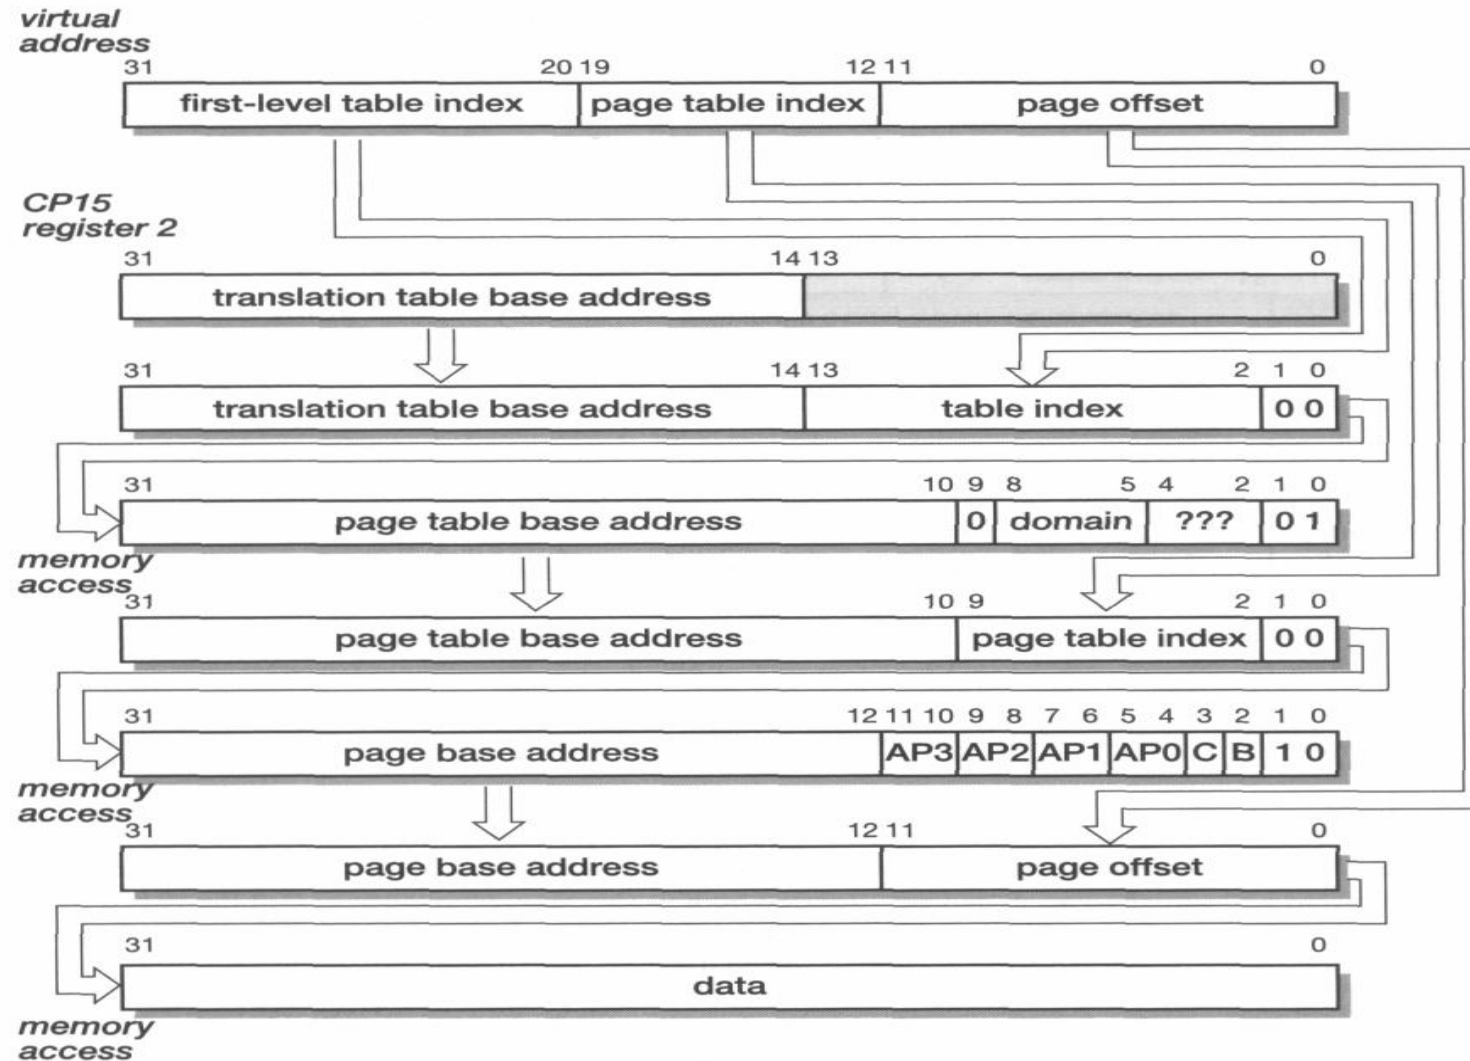 virtual
address
31 20 19 12 11 0
first-level table index page table index page offset
CP15
register 2
31 14 13 0
translation table base address
31 14 13 2 1 0
translation table base address table index 0 0
31 10 9 8 5 4 2 1 0
page table base address 0 domain ??? 0 1
memory
access
31 10 9 2 1 0
page table base address page table index 0 0
31 12 11 10 9 8 7 6 5 4 3 2 1 0
page base address AP3 AP2 AP1 AP0 C B 1 0
memory
access
31 12 11 0
page base address page offset
31 0
data
memory
access